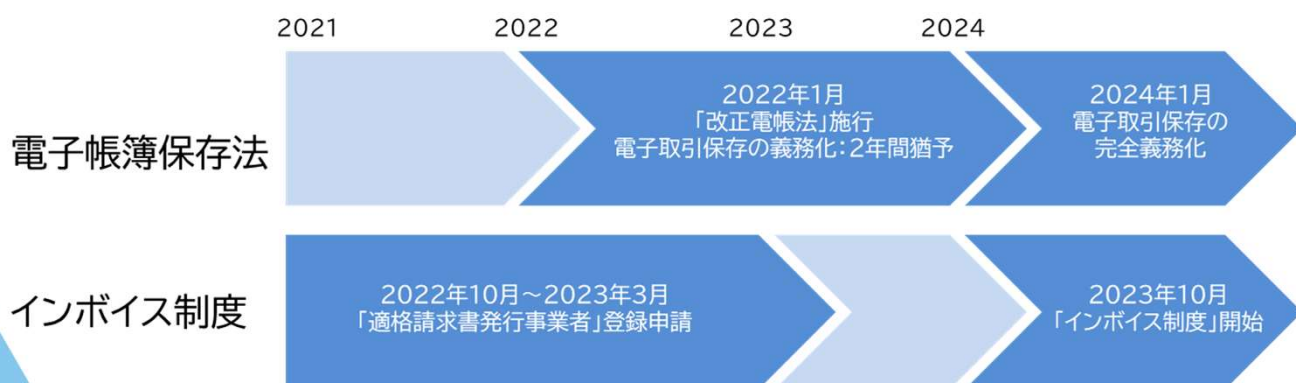 2021
2022
2023
2024
電子帳簿保存法
2022年1月
「改正電帳法」施行
電子取引保存の義務化：2年間猶予
2024年1月
電子取引保存の
完全義務化
インボイス制度
2022年10月～2023年3月
「適格請求書発行事業者」登録申請
2023年10月
「インボイス制度」開始